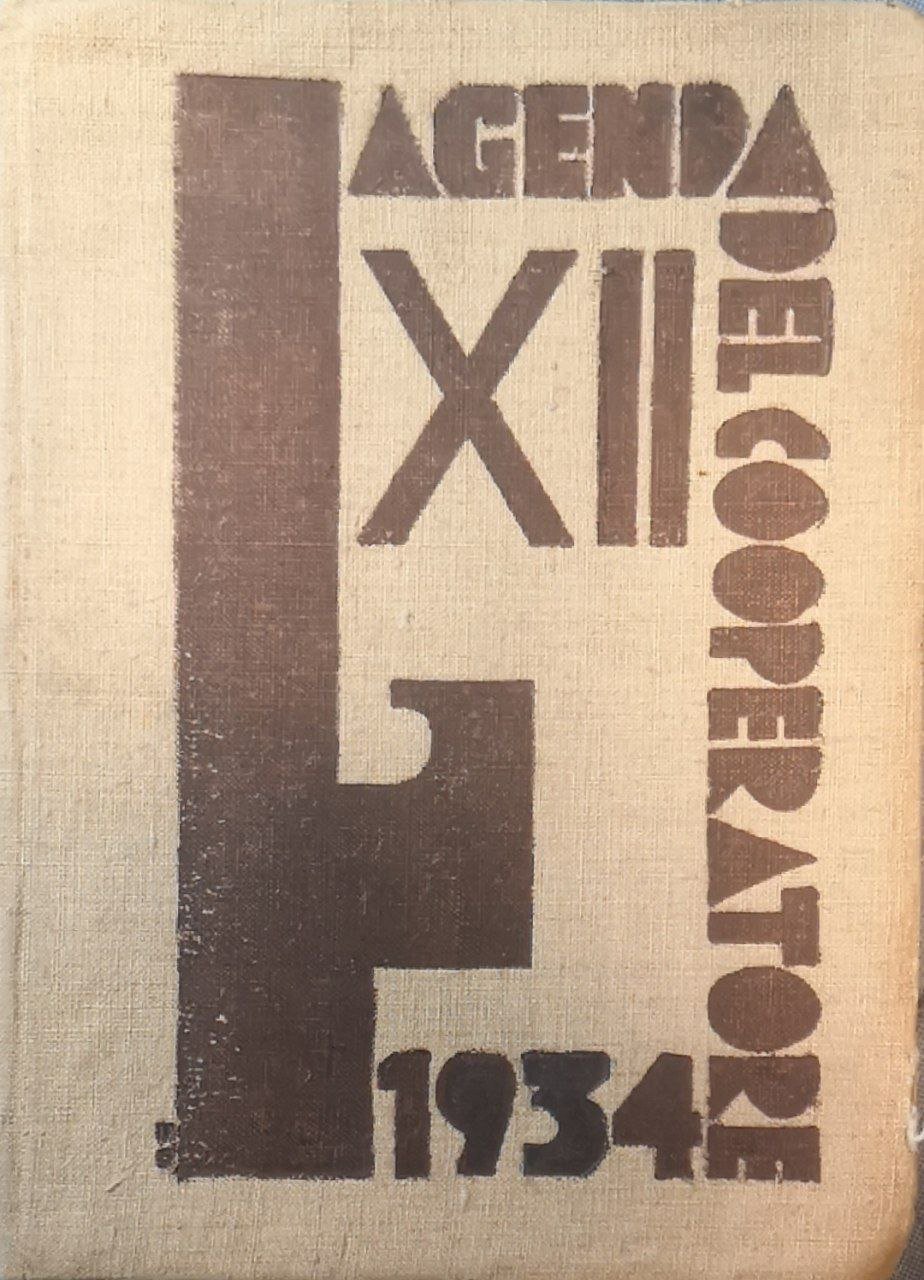 AGENDA
DEL COOPERATORE
XII
1934